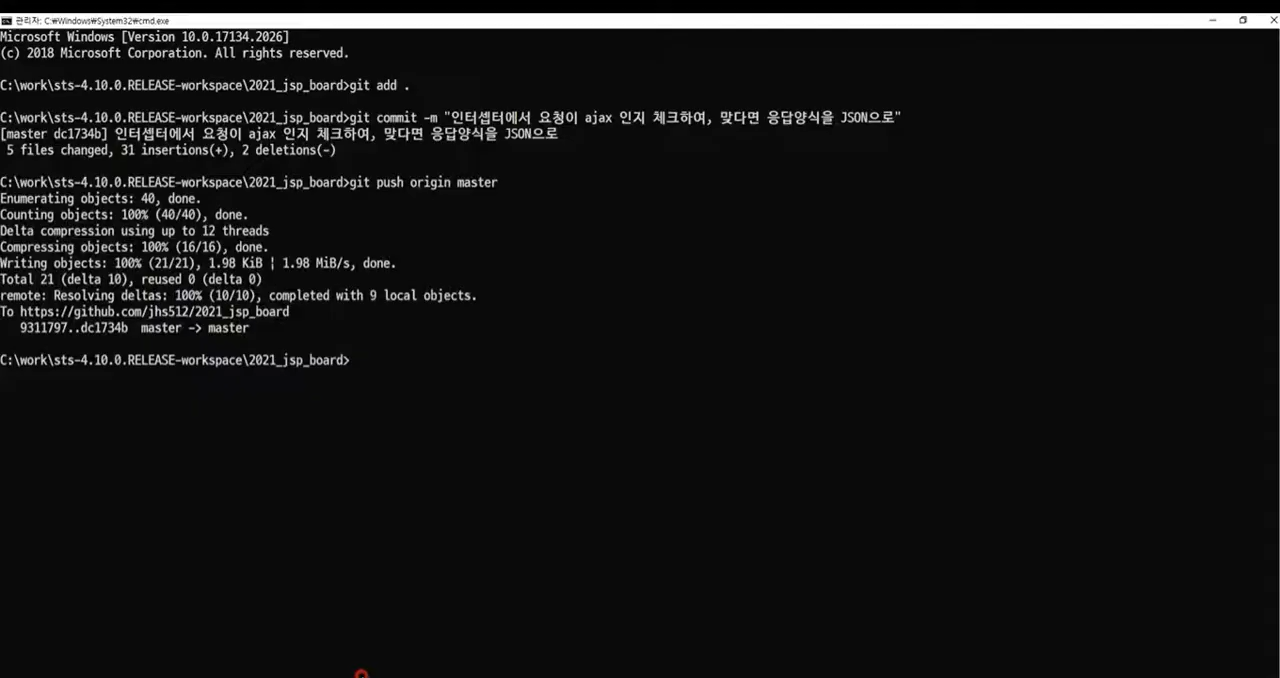 관리자: C:₩Windows₩System32₩cmd.exe
Microsoft Windows [Version 10.0.17134.2026]
(c) 2018 Microsoft Corporation. All rights reserved.
C:\work\sts-4.10.0.RELEASE-workspace\2021_jsp_board>git add .
C:\work\sts-4.10.0.RELEASE-workspace\2021_jsp_board>git commit -m "인터셉터에서 요청이 ajax 인지 체크하여, 맞다면 응답양식을 JSON으로"
[master dc1734b] 인터셉터에서 요청이 ajax 인지 체크하여, 맞다면 응답양식을 JSON으로
5 files changed, 31 insertions(+), 2 deletions(-)
C:\work\sts-4.10.0.RELEASE-workspace\2021_jsp_board>git push origin master
Enumerating objects: 40, done.
Counting objects: 100% (40/40), done.
Delta compression using up to 12 threads
Compressing objects: 100% (16/16), done.
Writing objects: 100% (21/21), 1.98 KiB | 1.98 MiB/s, done.
Total 21 (delta 10), reused 0 (delta 0)
remote: Resolving deltas: 100% (10/10), completed with 9 local objects.
To https://github.com/jhs512/2021_jsp_board
9311797..dc1734b  master -> master
C:\work\sts-4.10.0.RELEASE-workspace\2021_jsp_board>